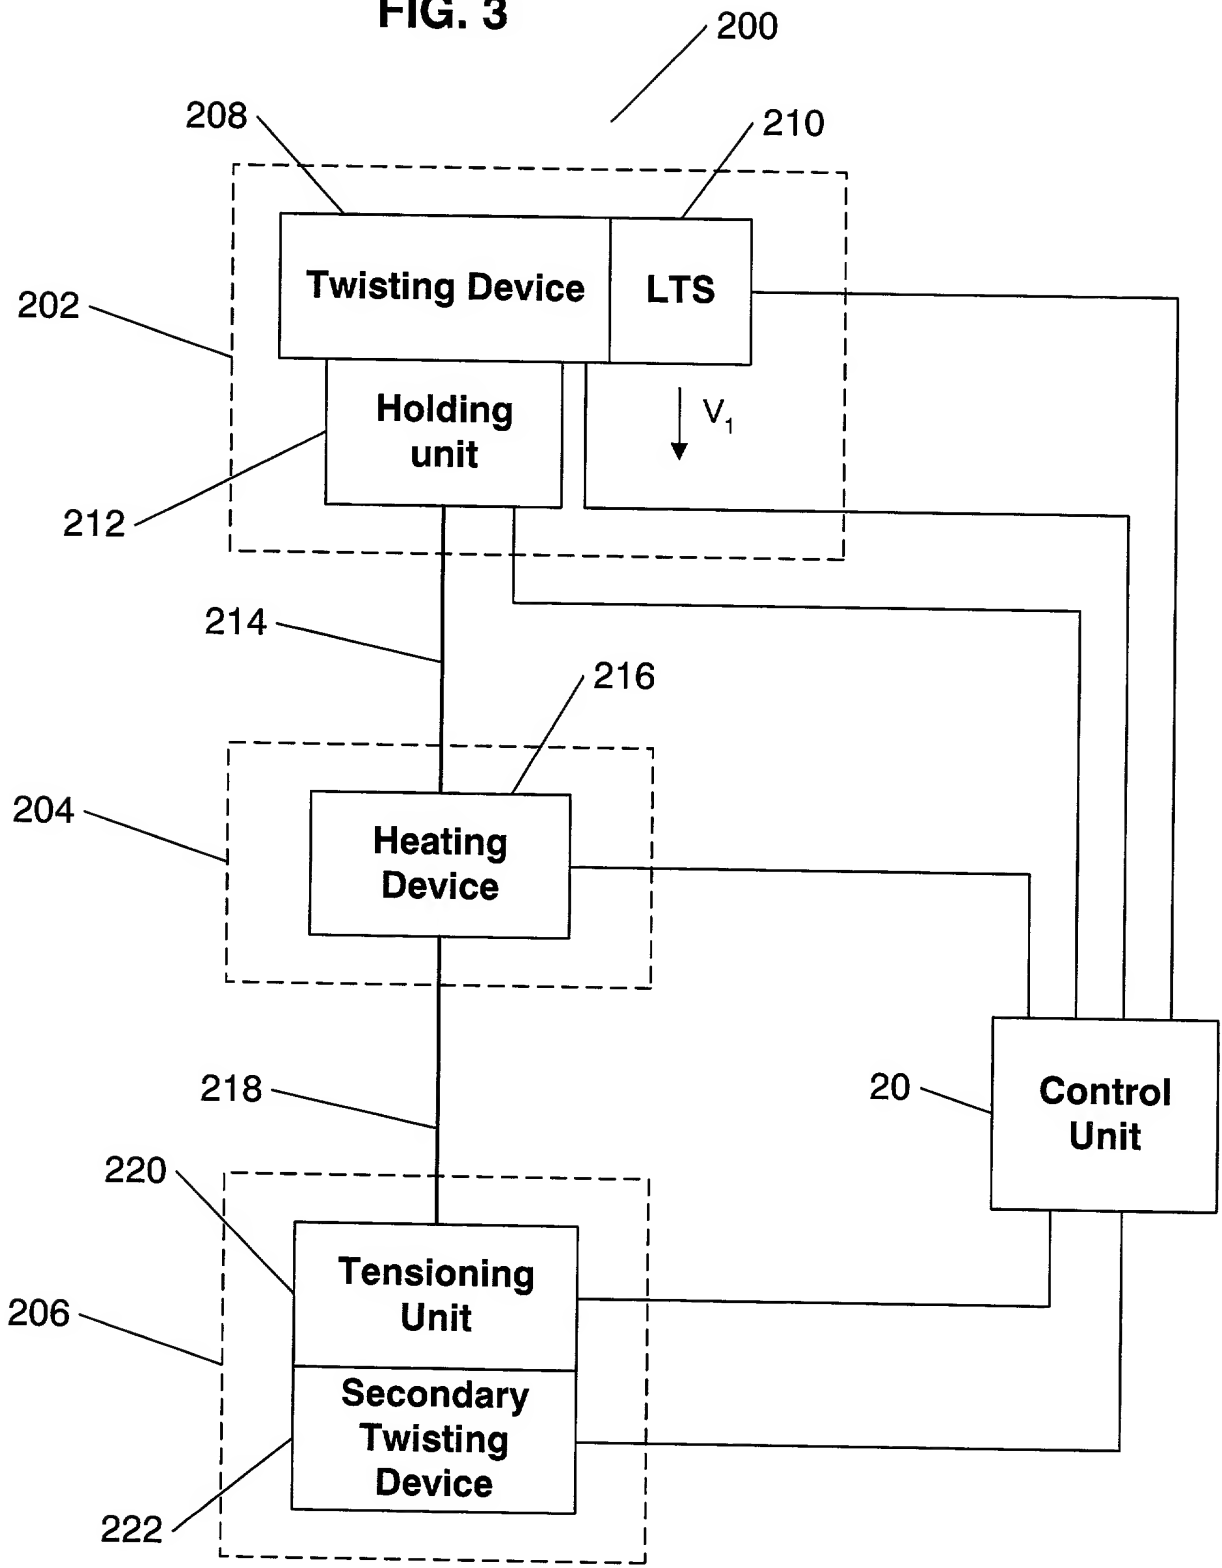 FIG. 3
200
208
210
Twisting Device
LTS
202
Holding
unit
V₁
212
214
216
204
Heating
Device
218
20
Control
Unit
220
Tensioning
Unit
206
Secondary
Twisting
Device
222